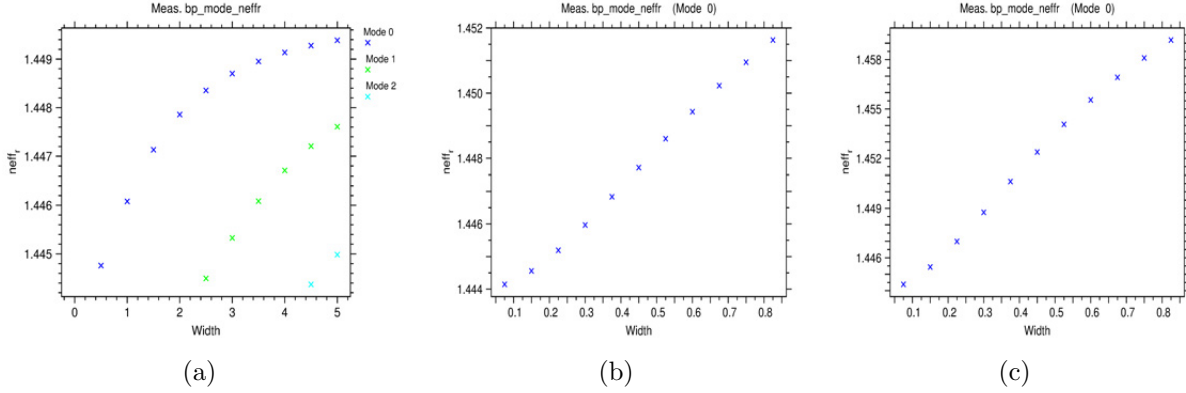 Meas. bp_mode_neffr
Mode 0
Mode 1
Mode 2
1.449
1.448
1.447
1.446
1.445
neff_r
0 1 2 3 4 5
Width
(a)
Meas. bp_mode_neffr (Mode 0)
1.452
1.450
1.448
1.446
1.444
neff_r
0.1 0.2 0.3 0.4 0.5 0.6 0.7 0.8
Width
(b)
Meas. bp_mode_neffr (Mode 0)
1.458
1.455
1.452
1.449
1.446
neff_r
0.1 0.2 0.3 0.4 0.5 0.6 0.7 0.8
Width
(c)